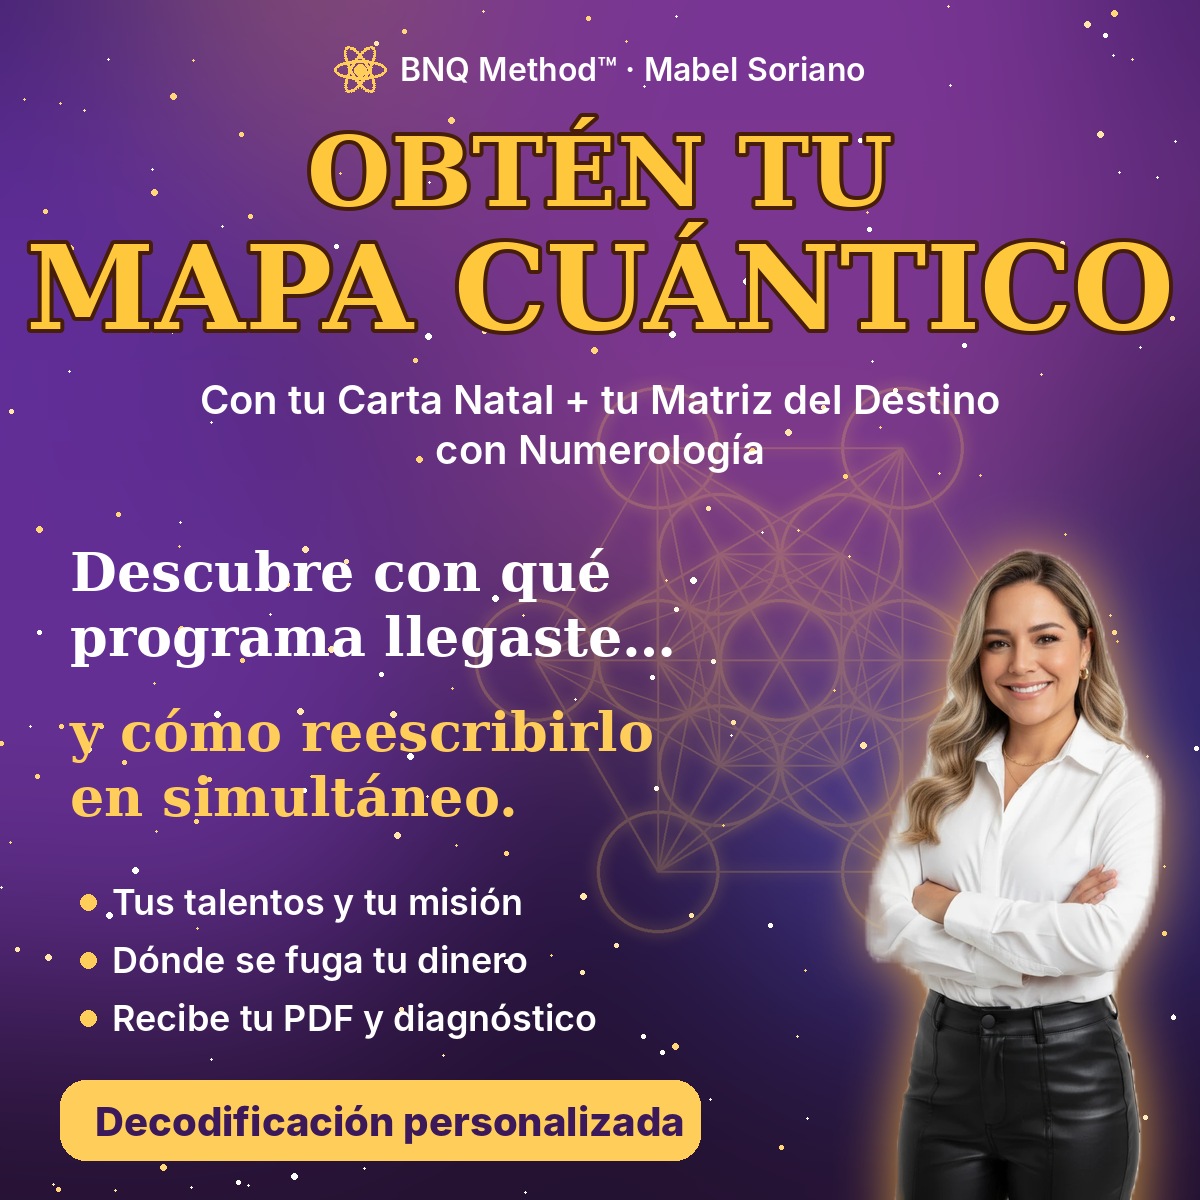 BNQ Method™ · Mabel Soriano
OBTÉN TU
MAPA CUÁNTICO
Con tu Carta Natal + tu Matriz del Destino
con Numerología
Descubre con qué
programa llegaste...
y cómo reescribirlo
en simultáneo.
Tus talentos y tu misión
Dónde se fuga tu dinero
Recibe tu PDF y diagnóstico
Decodificación personalizada